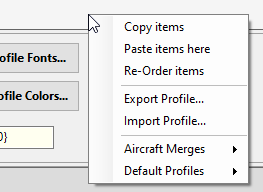 ofile Fonts...
ofile Colors...
0}
Copy items
Paste items here
Re-Order items
Export Profile...
Import Profile...
Aircraft Merges
Default Profiles